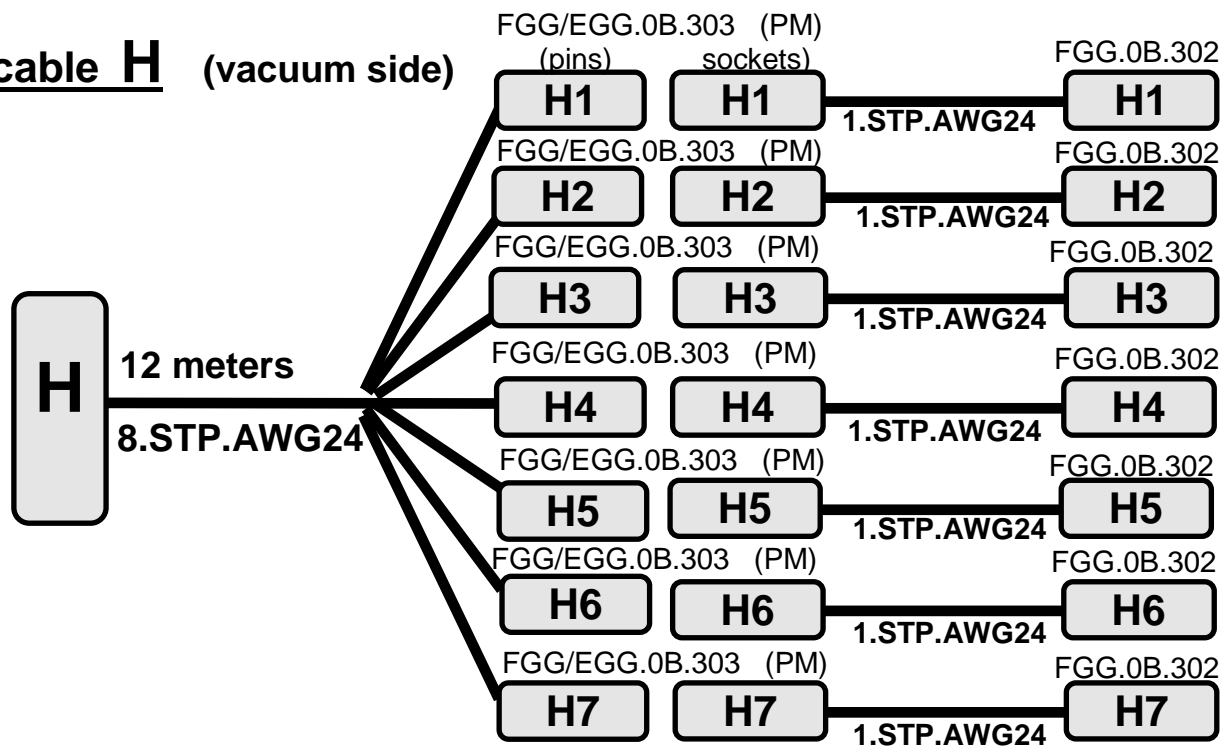 cable H (vacuum side)
FGG/EGG.0B.303 (PM)
(pins) sockets)
FGG.0B.302
H1 H1 H1
1.STP.AWG24
FGG/EGG.0B.303 (PM)
FGG.0B.302
H2 H2 H2
1.STP.AWG24
FGG/EGG.0B.303 (PM)
FGG.0B.302
H3 H3 H3
1.STP.AWG24
FGG/EGG.0B.303 (PM)
FGG.0B.302
H
12 meters
8.STP.AWG24
H4 H4 H4
1.STP.AWG24
FGG/EGG.0B.303 (PM)
FGG.0B.302
H5 H5 H5
1.STP.AWG24
FGG/EGG.0B.303 (PM)
FGG.0B.302
H6 H6 H6
1.STP.AWG24
FGG/EGG.0B.303 (PM)
FGG.0B.302
H7 H7 H7
1.STP.AWG24